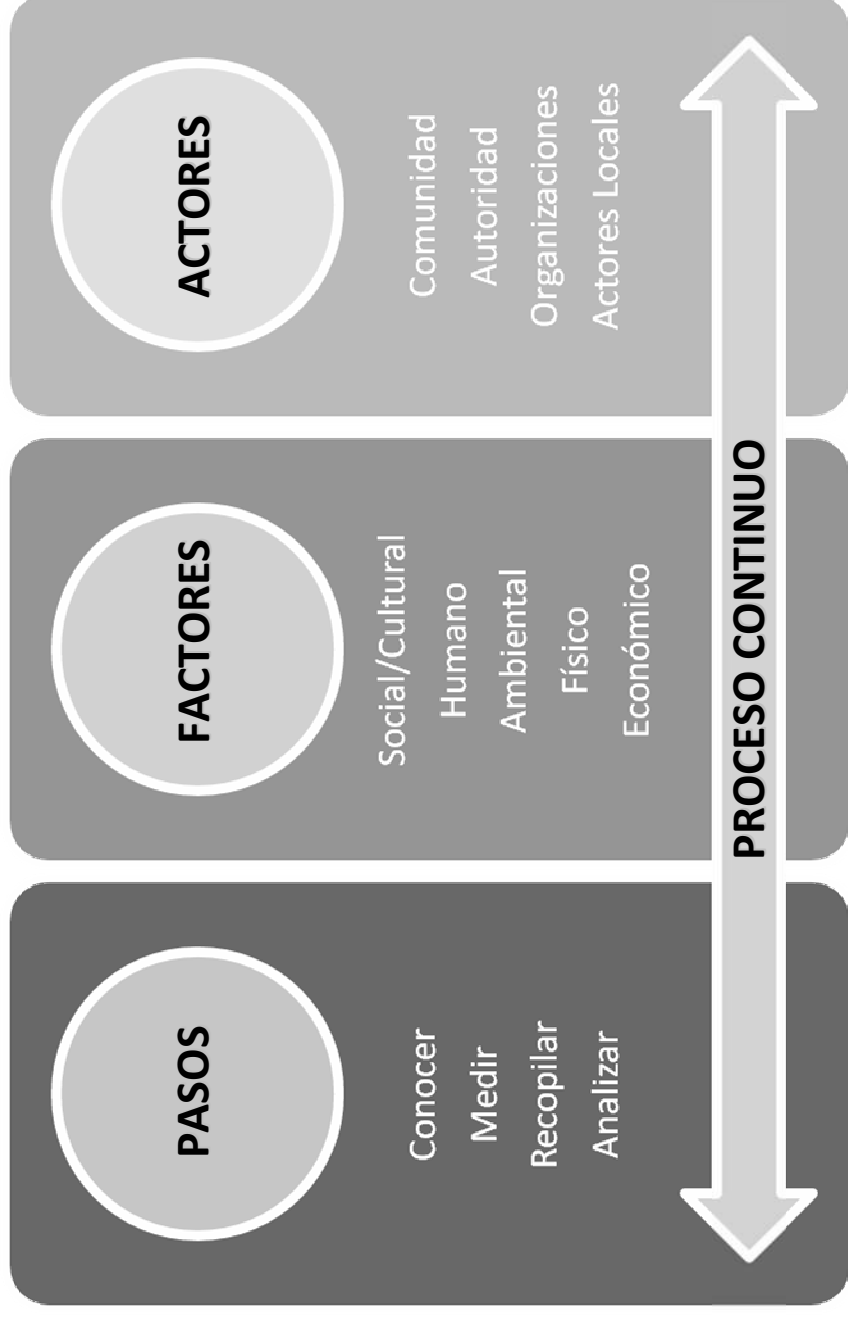 PASOS
Conocer
Medir
Recopilar
Analizar
FACTORES
Social/Cultural
Humano
Ambiental
Físico
Económico
ACTORES
Comunidad
Autoridad
Organizaciones
Actores Locales
PROCESO CONTINUO